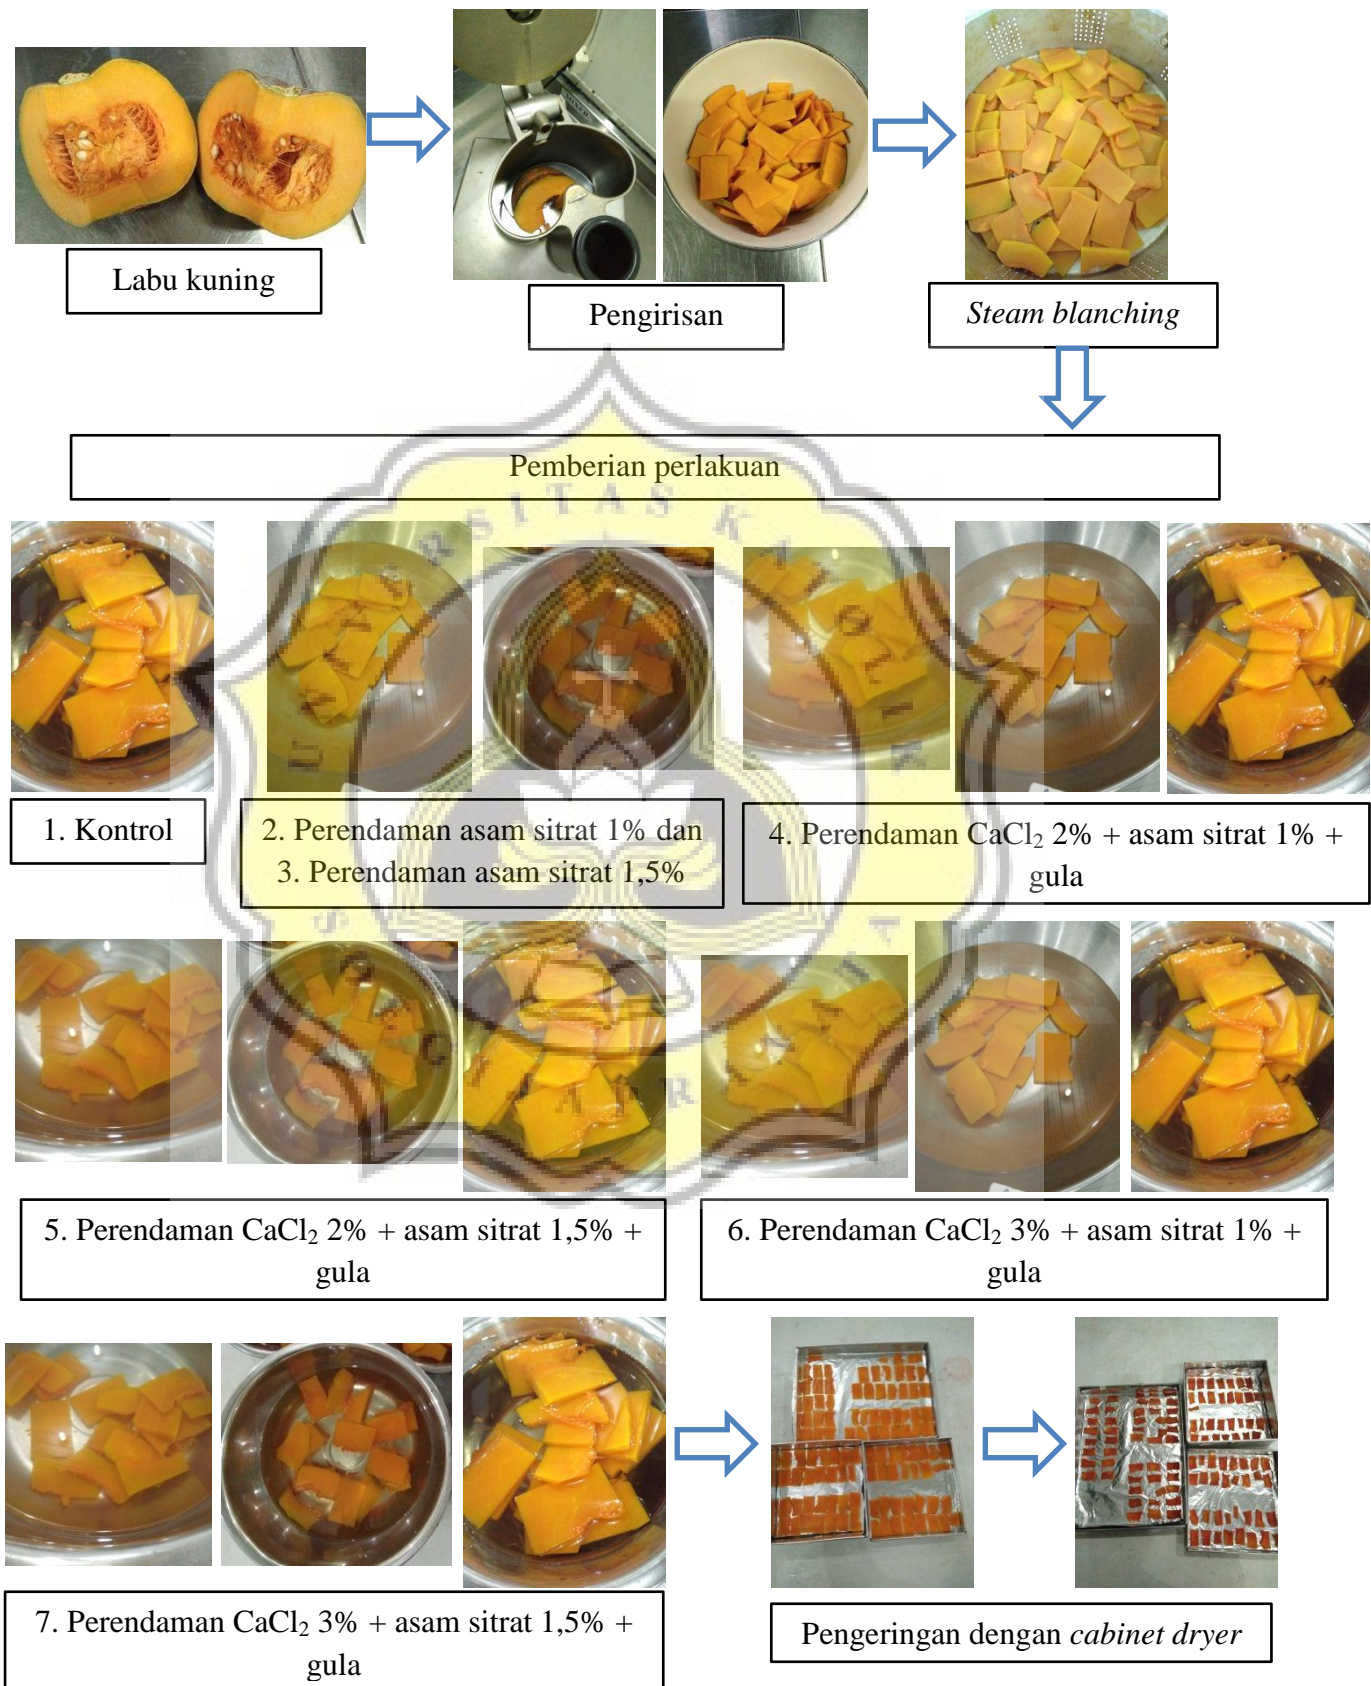 Labu kuning
Pengirisan
Steam blanching
Pemberian perlakuan
UNIVERSITAS KATOLIK
SOEGIJAPRANATA
1. Kontrol
2. Perendaman asam sitrat 1% dan
3. Perendaman asam sitrat 1,5%
4. Perendaman CaCl₂ 2% + asam sitrat 1% +
gula
5. Perendaman CaCl₂ 2% + asam sitrat 1,5% +
gula
6. Perendaman CaCl₂ 3% + asam sitrat 1% +
gula
7. Perendaman CaCl₂ 3% + asam sitrat 1,5% +
gula
Pengeringan dengan cabinet dryer